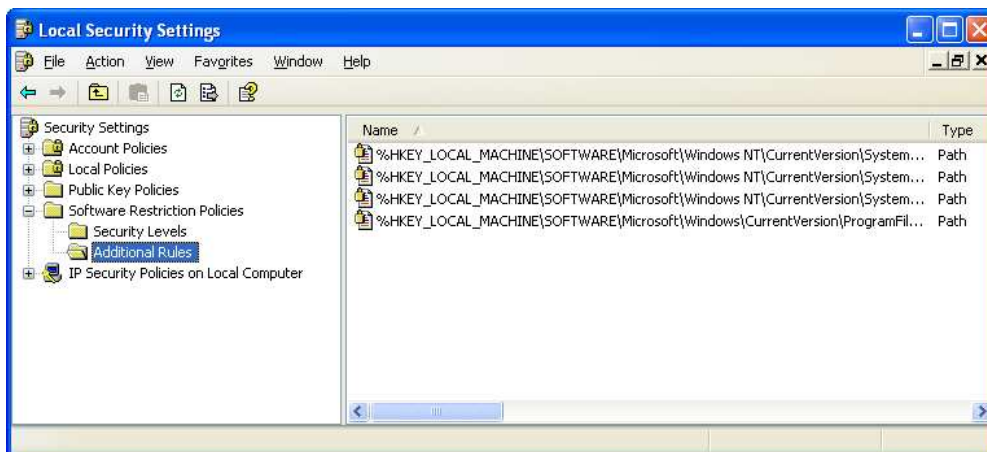 Local Security Settings
File Action View Favorites Window Help
Security Settings
Account Policies
Local Policies
Public Key Policies
Software Restriction Policies
Security Levels
Additional Rules
IP Security Policies on Local Computer
Name Type
%HKEY_LOCAL_MACHINE\SOFTWARE\Microsoft\Windows NT\CurrentVersion\System... Path
%HKEY_LOCAL_MACHINE\SOFTWARE\Microsoft\Windows NT\CurrentVersion\System... Path
%HKEY_LOCAL_MACHINE\SOFTWARE\Microsoft\Windows NT\CurrentVersion\System... Path
%HKEY_LOCAL_MACHINE\SOFTWARE\Microsoft\Windows\CurrentVersion\ProgramFil... Path